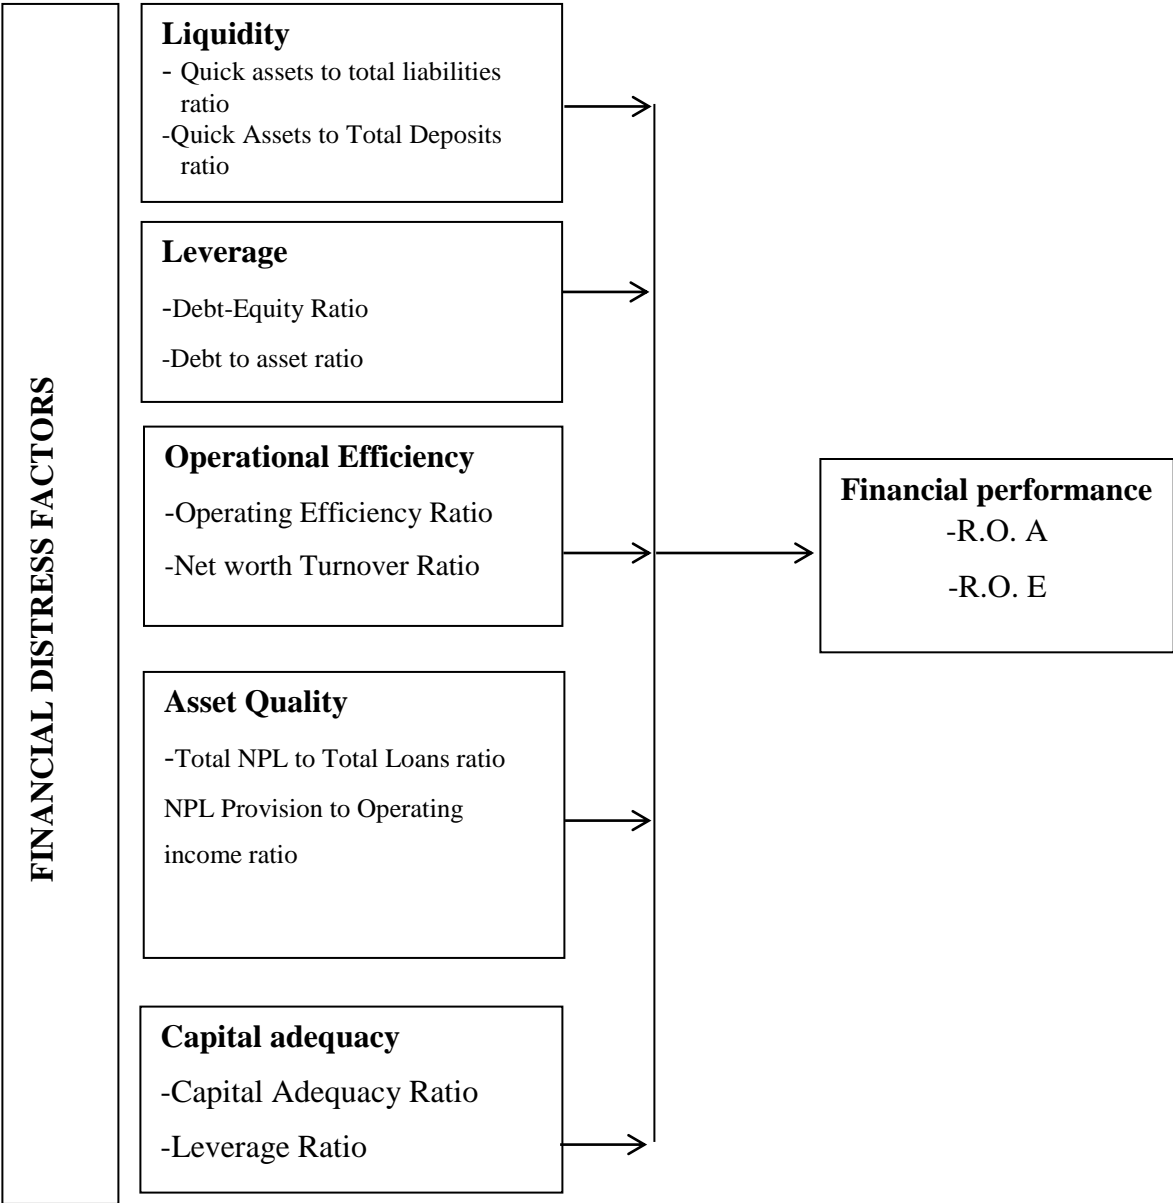 FINANCIAL DISTRESS FACTORS
Liquidity
- Quick assets to total liabilities
ratio
-Quick Assets to Total Deposits
ratio
Leverage
-Debt-Equity Ratio
-Debt to asset ratio
Operational Efficiency
-Operating Efficiency Ratio
-Net worth Turnover Ratio
Asset Quality
-Total NPL to Total Loans ratio
NPL Provision to Operating
income ratio
Capital adequacy
-Capital Adequacy Ratio
-Leverage Ratio
Financial performance
-R.O. A
-R.O. E